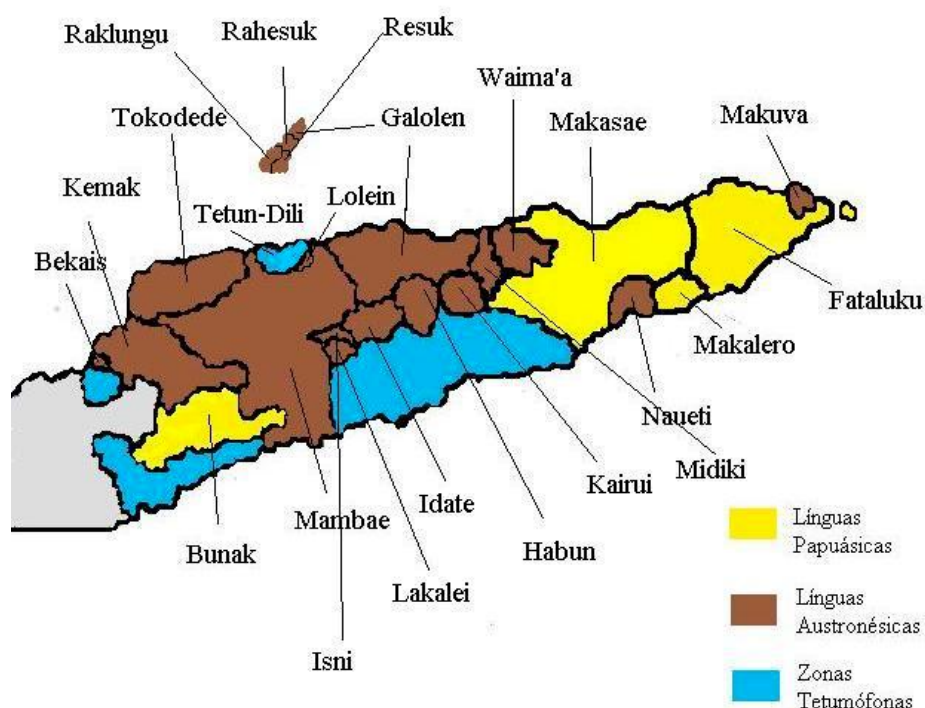 Raklungu
Rahesuk
Resuk
Waima'a
Tokodede
Galolen
Makasae
Makuva
Kemak
Lolein
Tetun-Dili
Bekais
Fataluku
Makalero
Naueti
Midiki
Kairui
Idate
Mambae
Habun
Bunak
Lakalei
Isni
Línguas
Papuásicas
Línguas
Austronésicas
Zonas
Tetumófonas